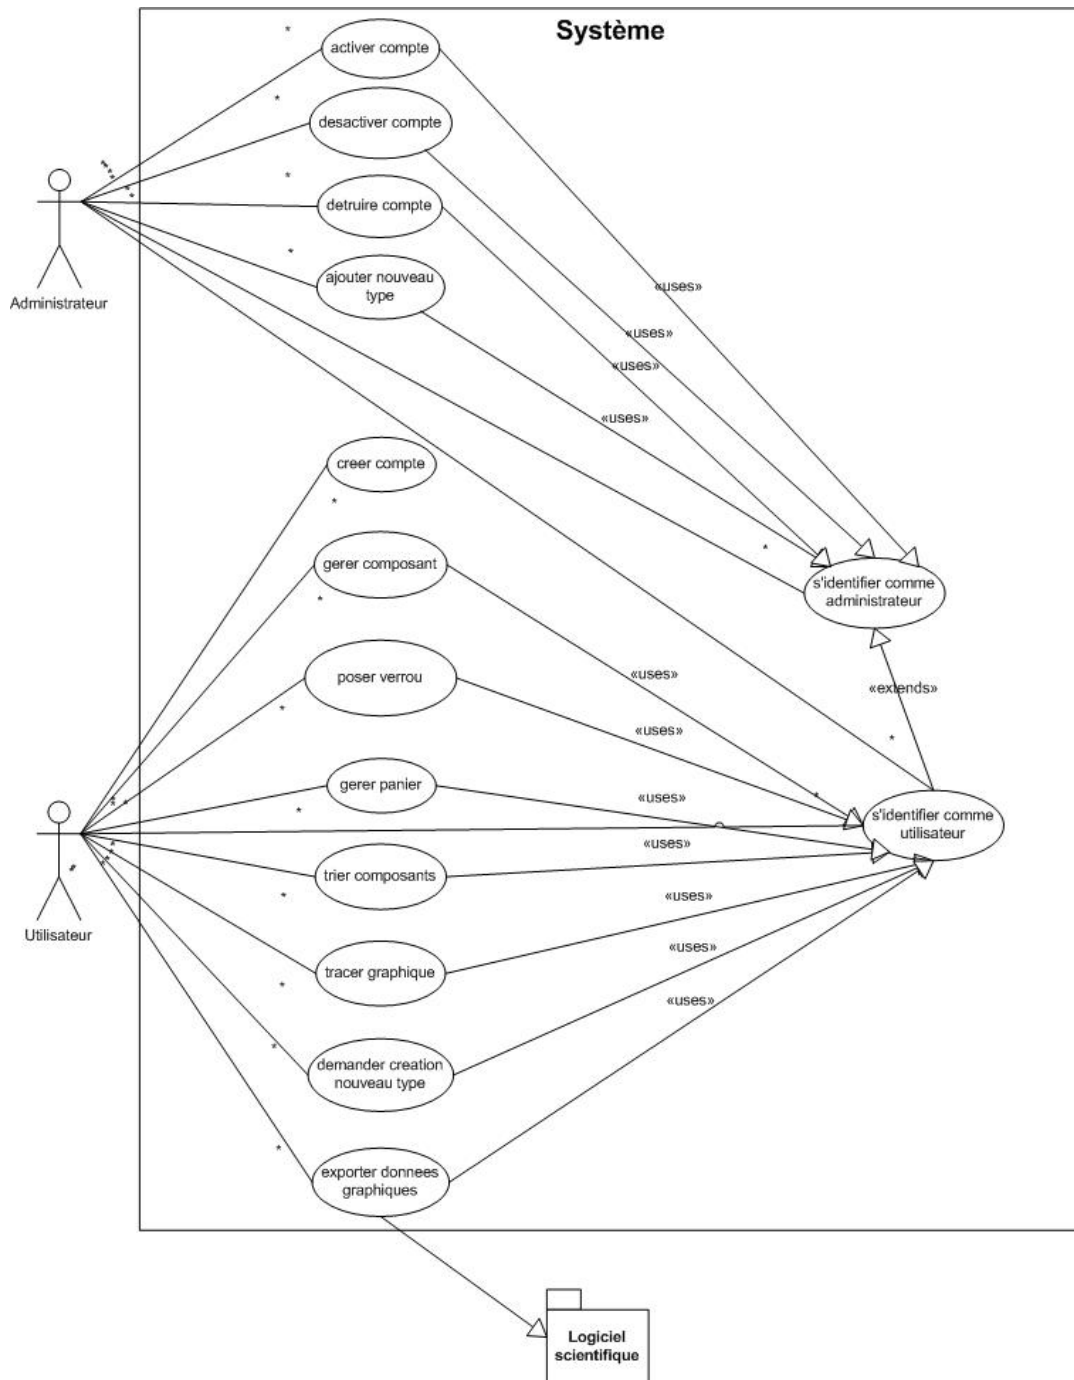 Système
activer compte
desactiver compte
detruire compte
ajouter nouveau
type
Administrateur
«uses»
«uses»
«uses»
«uses»
creer compte
gerer composant
s'identifier comme
administrateur
poser verrou
«uses»
«extends»
«uses»
gerer panier
«uses»
s'identifier comme
utilisateur
«uses»
trier composants
Utilisateur
«uses»
tracer graphique
«uses»
«uses»
demander creation
nouveau type
exporter donnees
graphiques
Logiciel
scientifique